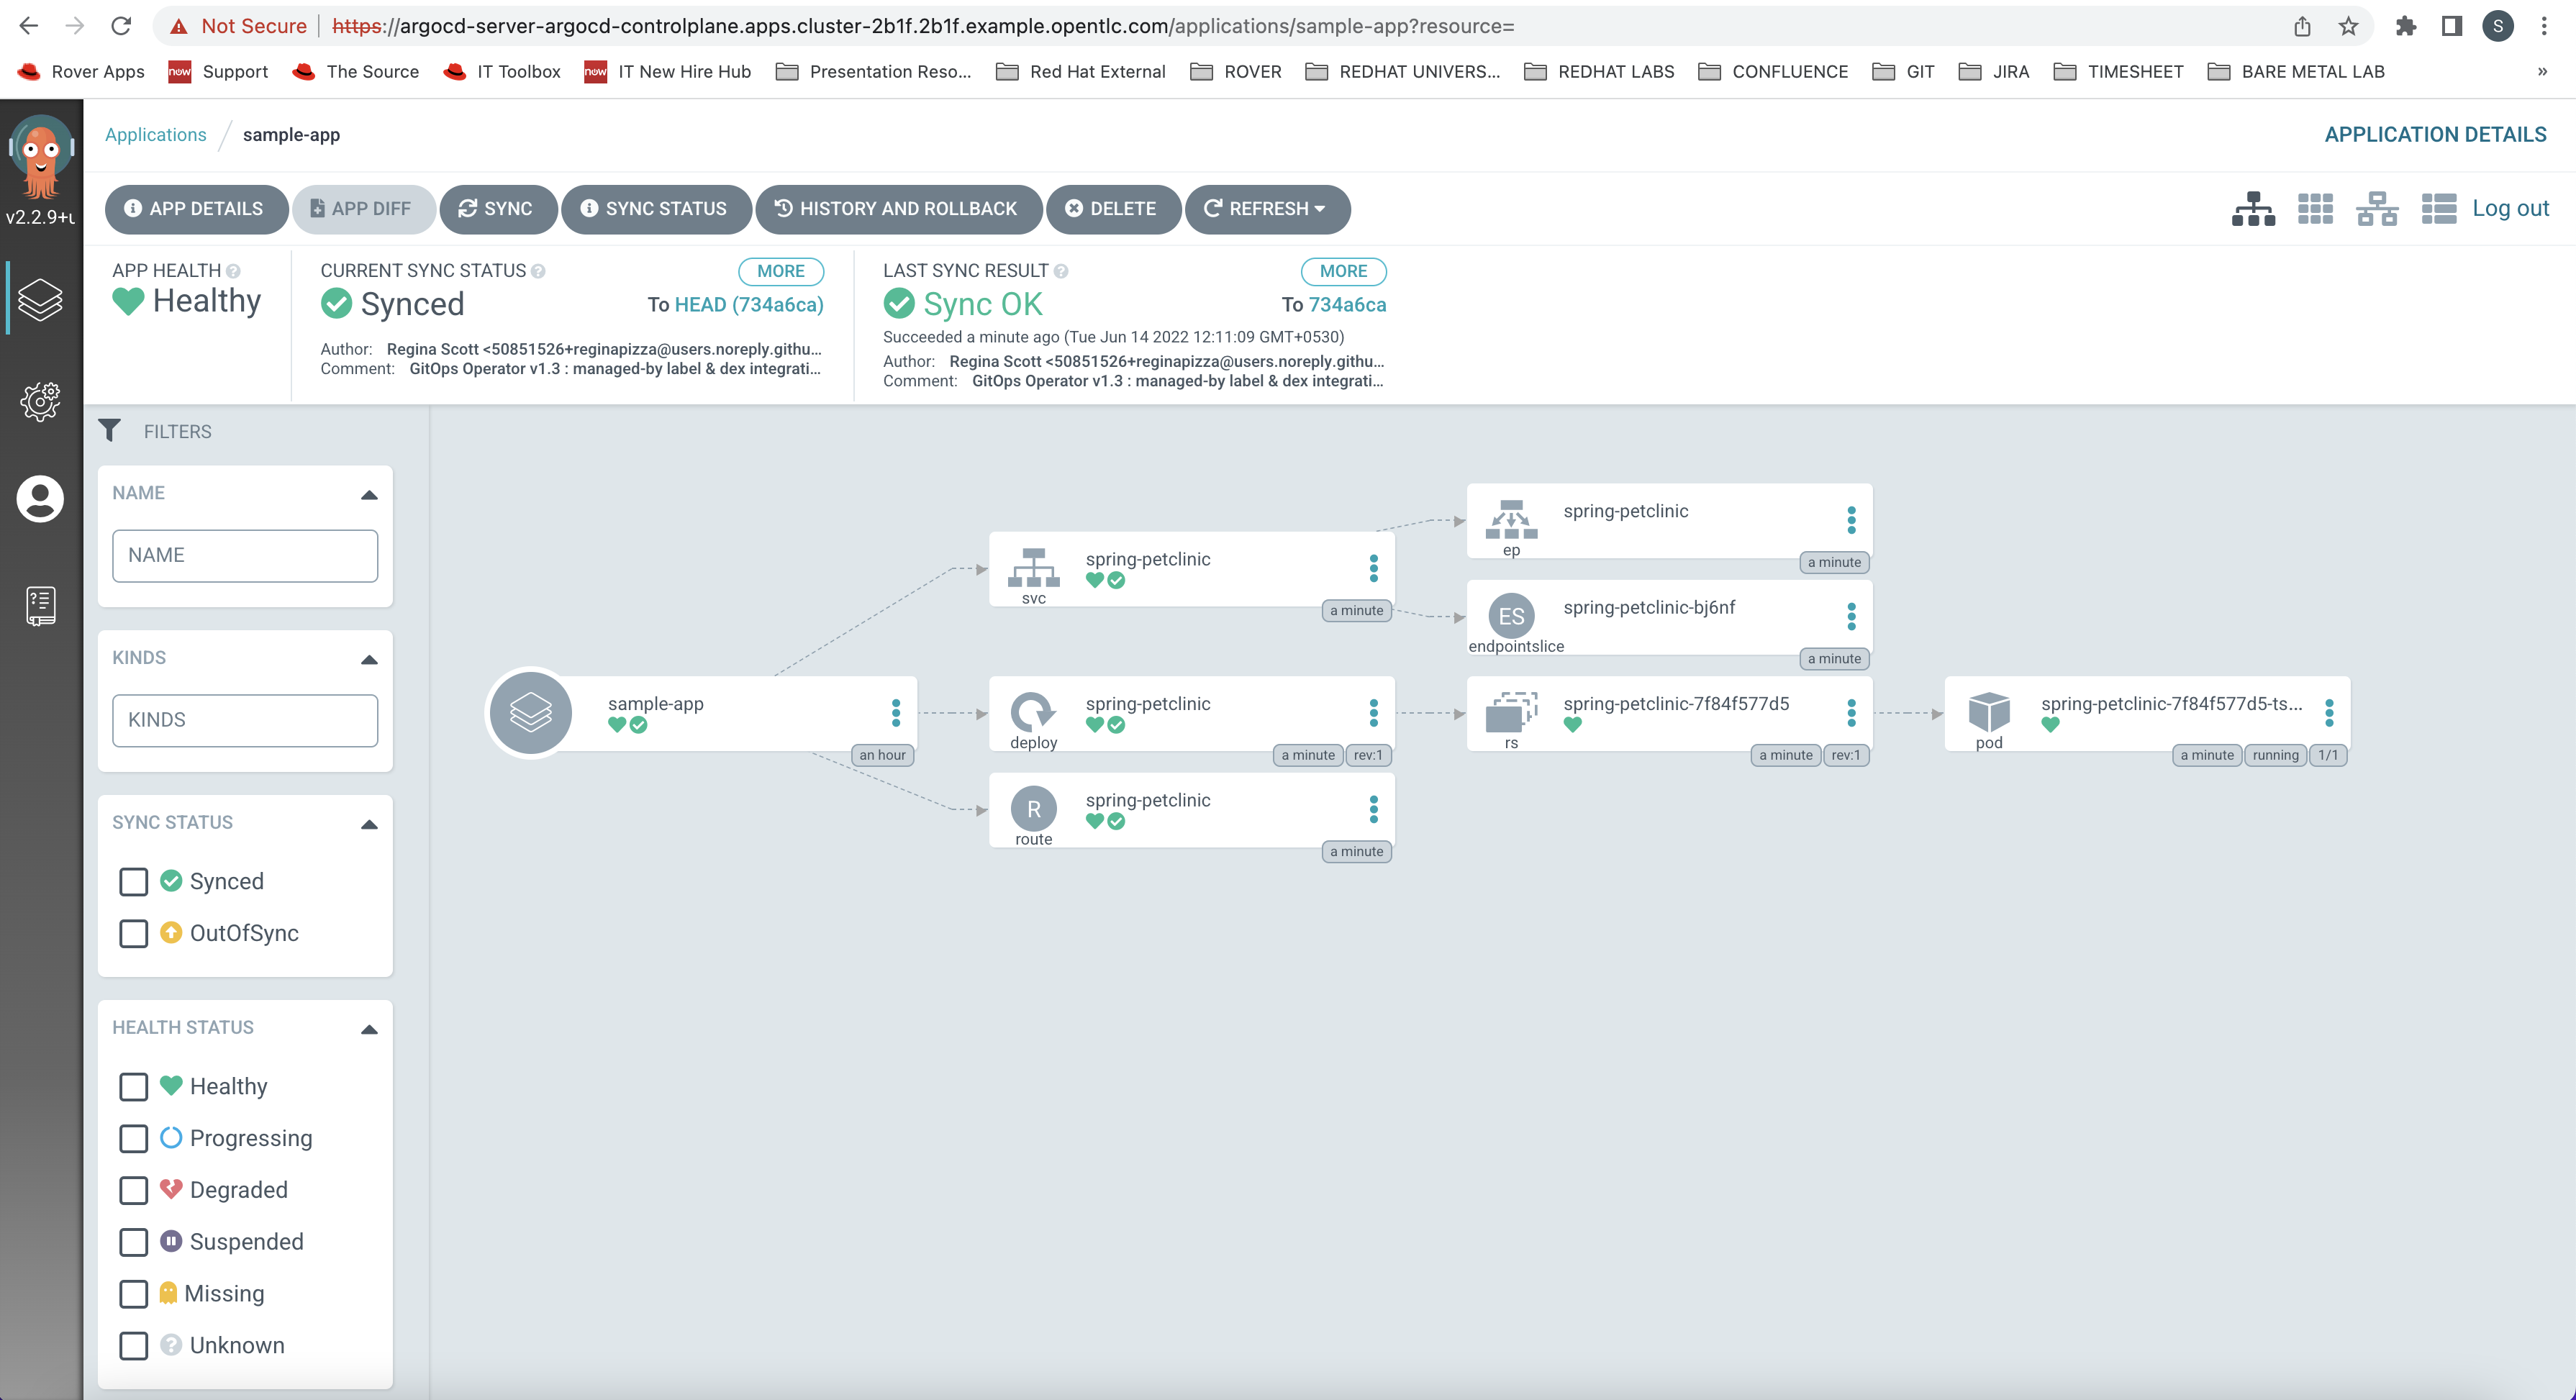 Not Secure https://argocd-server-argocd-controlplane.apps.cluster-2b1f.2b1f.example.opentlc.com/applications/sample-app?resource= S
Rover Apps now Support The Source IT Toolbox now IT New Hire Hub Presentation Reso... Red Hat External ROVER REDHAT UNIVERS... REDHAT LABS CONFLUENCE GIT JIRA TIMESHEET BARE METAL LAB »
Applications / sample-app APPLICATION DETAILS
v2.2.9+u
APP DETAILS APP DIFF SYNC SYNC STATUS HISTORY AND ROLLBACK DELETE REFRESH Log out
APP HEALTH
Healthy
CURRENT SYNC STATUS MORE
Synced To HEAD (734a6ca)
Author: Regina Scott <50851526+reginapizza@users.noreply.githu...
Comment: GitOps Operator v1.3 : managed-by label & dex integrati...
LAST SYNC RESULT MORE
Sync OK To 734a6ca
Succeeded a minute ago (Tue Jun 14 2022 12:11:09 GMT+0530)
Author: Regina Scott <50851526+reginapizza@users.noreply.githu...
Comment: GitOps Operator v1.3 : managed-by label & dex integrati...
FILTERS
NAME
NAME
KINDS
KINDS
SYNC STATUS
Synced
OutOfSync
HEALTH STATUS
Healthy
Progressing
Degraded
Suspended
Missing
Unknown
sample-app
an hour
spring-petclinic
svc
a minute
spring-petclinic
deploy
a minute rev:1
R
spring-petclinic
route
a minute
spring-petclinic
ep
a minute
ES
spring-petclinic-bj6nf
endpointslice
a minute
spring-petclinic-7f84f577d5
rs
a minute rev:1
spring-petclinic-7f84f577d5-ts...
pod
a minute running 1/1